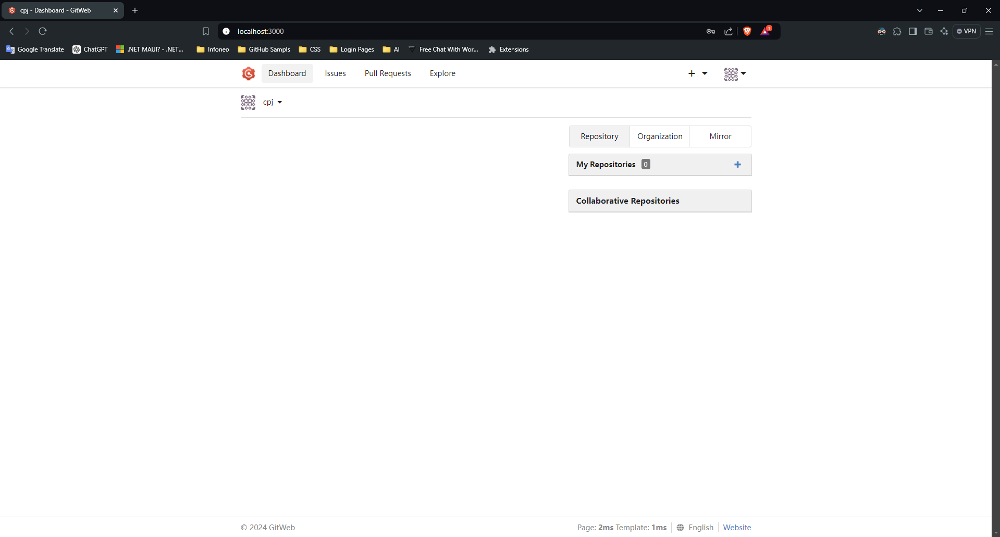 cpj - Dashboard - GitWeb
localhost:3000
1
VPN
Google Translate
ChatGPT
.NET MAUI? - .NET...
Infoneo
GitHub Sampls
CSS
Login Pages
AI
Free Chat With Wor...
Extensions
Dashboard
Issues
Pull Requests
Explore
cpj
Repository
Organization
Mirror
My Repositories 0
Collaborative Repositories
© 2024 GitWeb
Page: 2ms Template: 1ms
English
Website